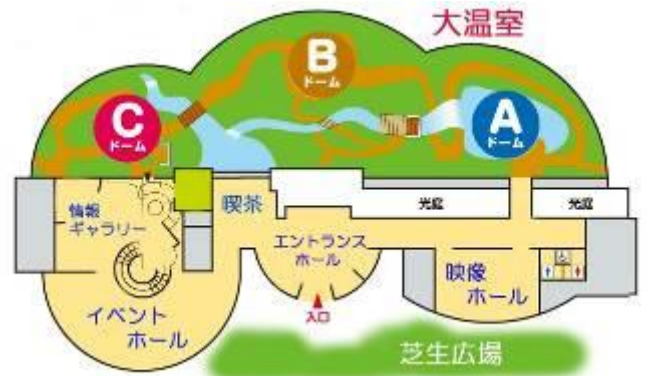 大温室
B
ドーム
C
ドーム
A
ドーム
情報
ギャラリー
喫茶
光庭
光庭
エントランス
ホール
映像
ホール
イベント
ホール
入口
芝生広場